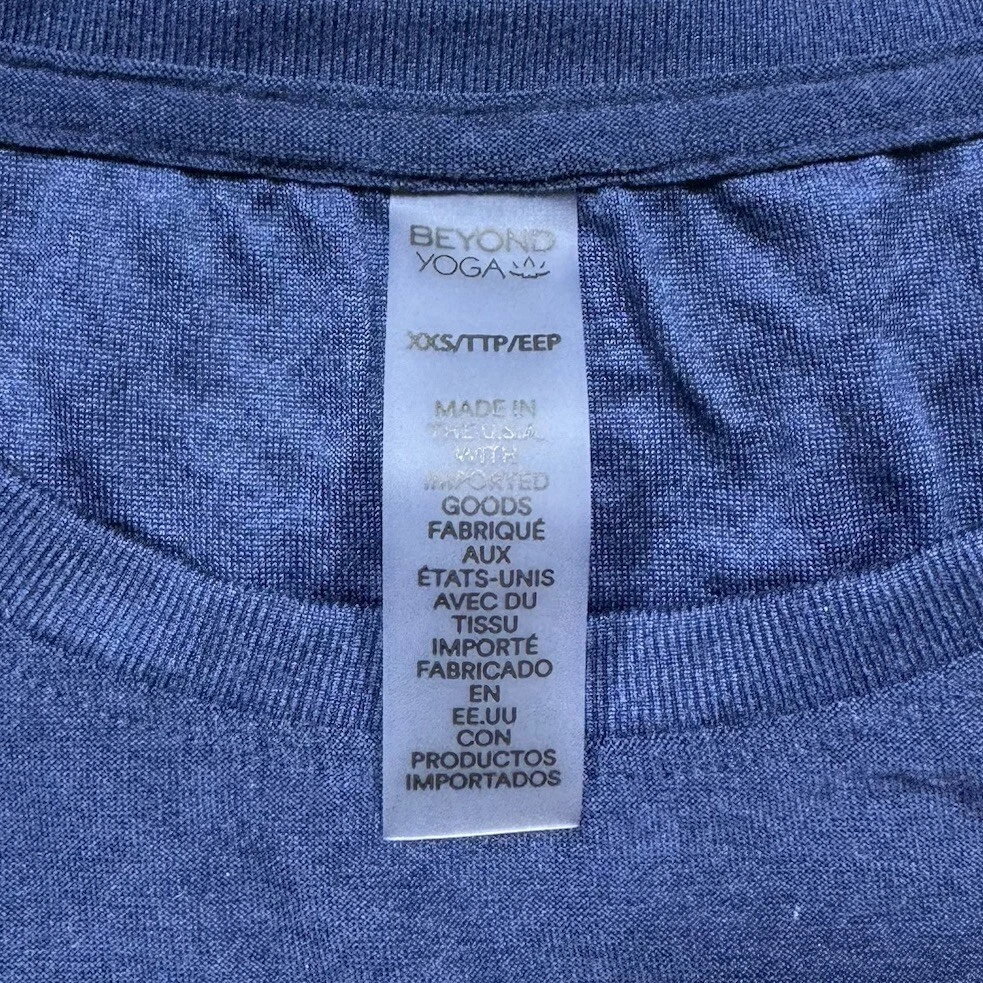 BEYOND
YOGA
XXS/TTP/EEP
MADE IN
THE U.S.A.
WITH
IMPORTED
GOODS
FABRIQUÉ
AUX
ÉTATS-UNIS
AVEC DU
TISSU
IMPORTÉ
FABRICADO
EN
EE.UU
CON
PRODUCTOS
IMPORTADOS